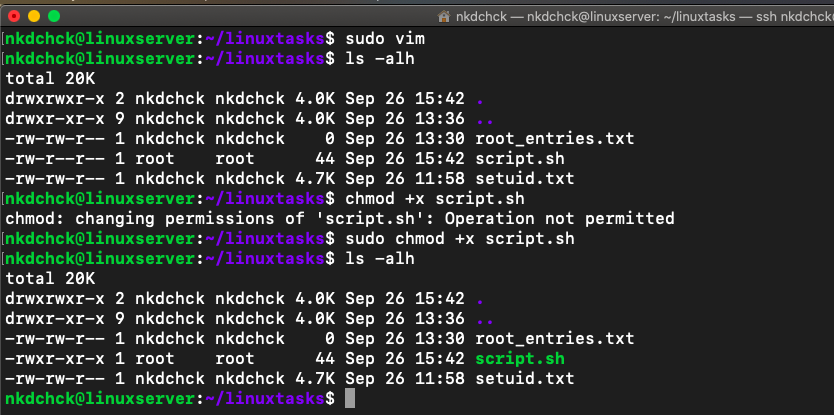 nkdchck — nkdchck@linuxserver: ~/linuxtasks — ssh nkdchck
nkdchck@linuxserver:~/linuxtasks$ sudo vim
nkdchck@linuxserver:~/linuxtasks$ ls -alh
total 20K
drwxrwxr-x 2 nkdchck nkdchck 4.0K Sep 26 15:42 .
drwxr-xr-x 9 nkdchck nkdchck 4.0K Sep 26 13:36 ..
-rw-rw-r-- 1 nkdchck nkdchck    0 Sep 26 13:30 root_entries.txt
-rw-r--r-- 1 root    root      44 Sep 26 15:42 script.sh
-rw-rw-r-- 1 nkdchck nkdchck 4.7K Sep 26 11:58 setuid.txt
nkdchck@linuxserver:~/linuxtasks$ chmod +x script.sh
chmod: changing permissions of 'script.sh': Operation not permitted
nkdchck@linuxserver:~/linuxtasks$ sudo chmod +x script.sh
nkdchck@linuxserver:~/linuxtasks$ ls -alh
total 20K
drwxrwxr-x 2 nkdchck nkdchck 4.0K Sep 26 15:42 .
drwxr-xr-x 9 nkdchck nkdchck 4.0K Sep 26 13:36 ..
-rw-rw-r-- 1 nkdchck nkdchck    0 Sep 26 13:30 root_entries.txt
-rwxr-xr-x 1 root    root      44 Sep 26 15:42 script.sh
-rw-rw-r-- 1 nkdchck nkdchck 4.7K Sep 26 11:58 setuid.txt
nkdchck@linuxserver:~/linuxtasks$